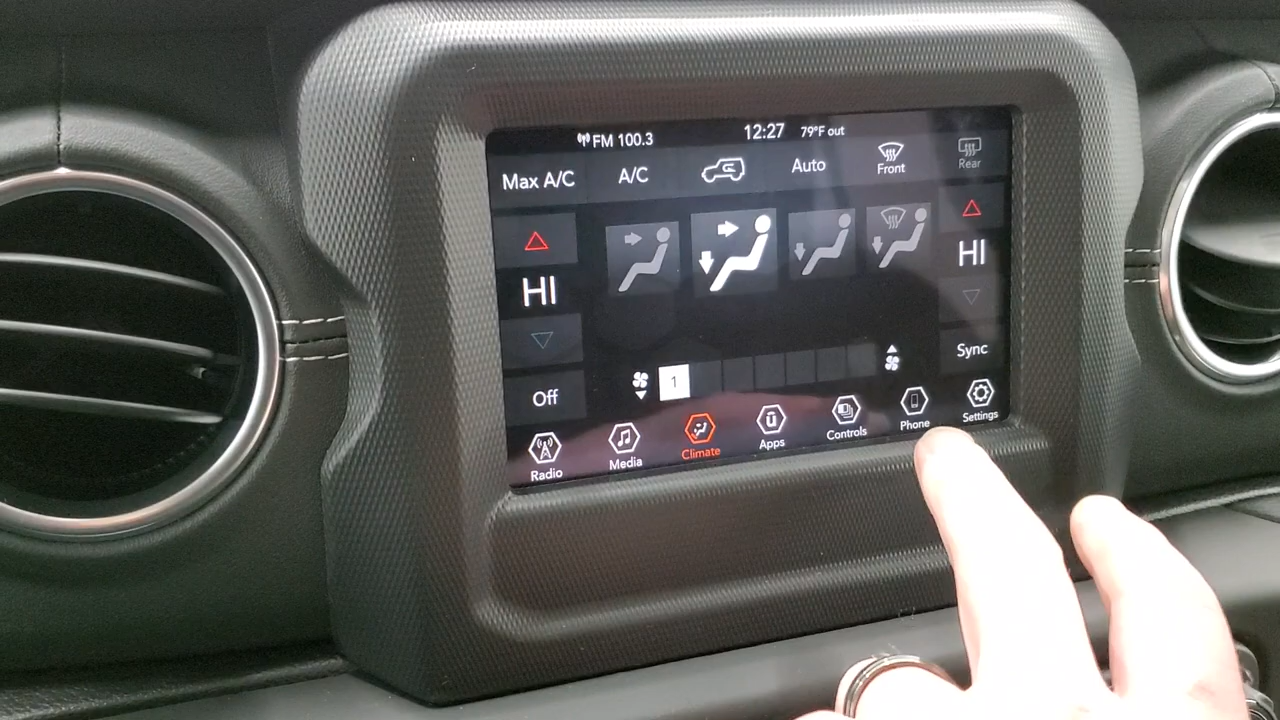 FM 100.3 12:27 79°F out
Max A/C A/C Auto Front Rear
HI HI
1
Off Sync
Radio Media Climate Apps Controls Phone Settings